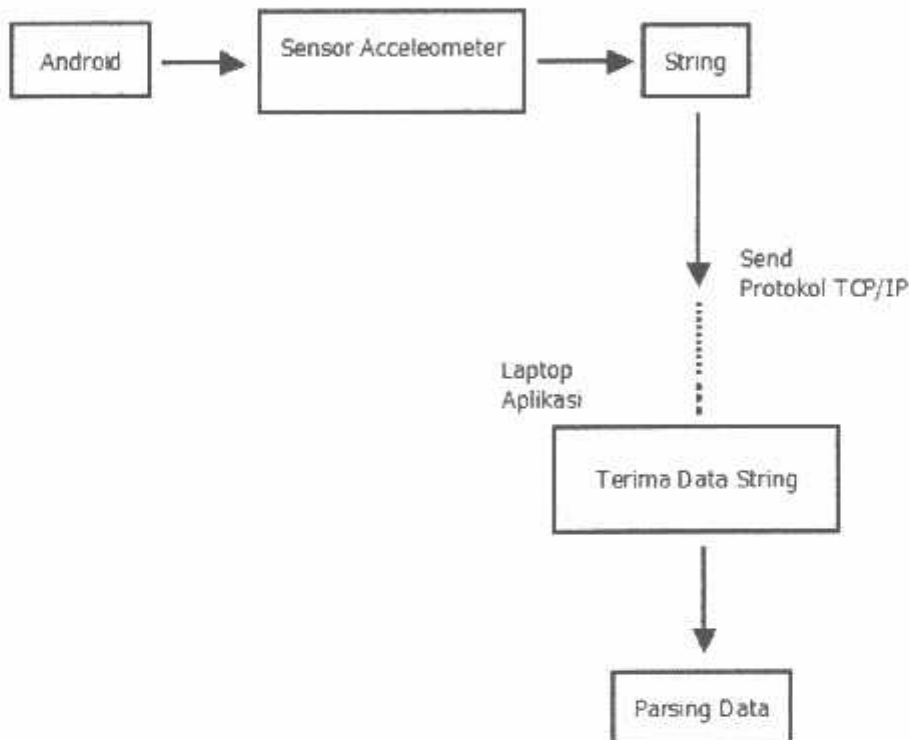 Android
Sensor Acceleometer
String
Send
Protokol TCP/IP
Laptop
Aplikasi
Terima Data String
Parsing Data